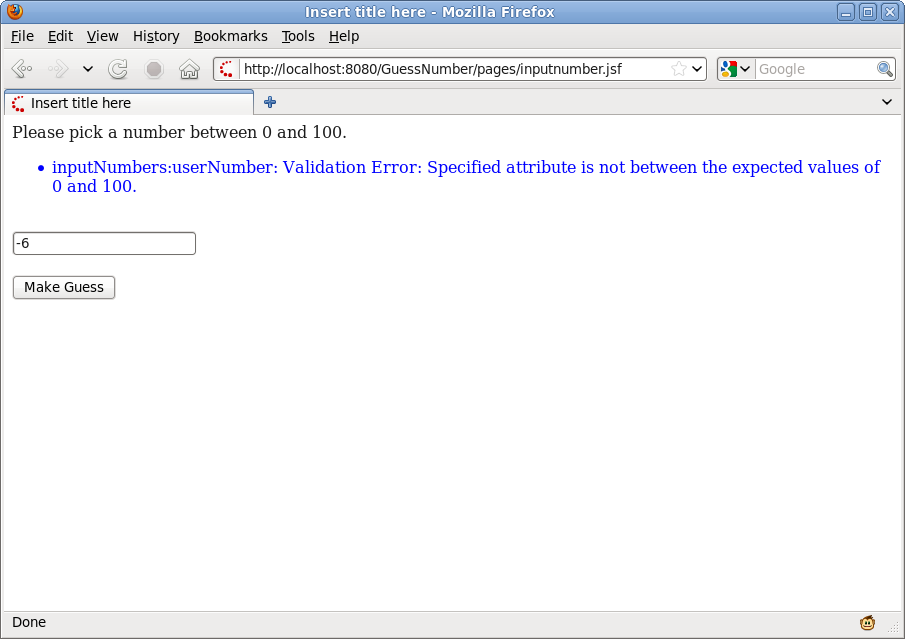 Insert title here - Mozilla Firefox
File Edit View History Bookmarks Tools Help
http://localhost:8080/GuessNumber/pages/inputnumber.jsf Google
Insert title here
Please pick a number between 0 and 100.
• inputNumbers:userNumber: Validation Error: Specified attribute is not between the expected values of
0 and 100.
-6
Make Guess
Done